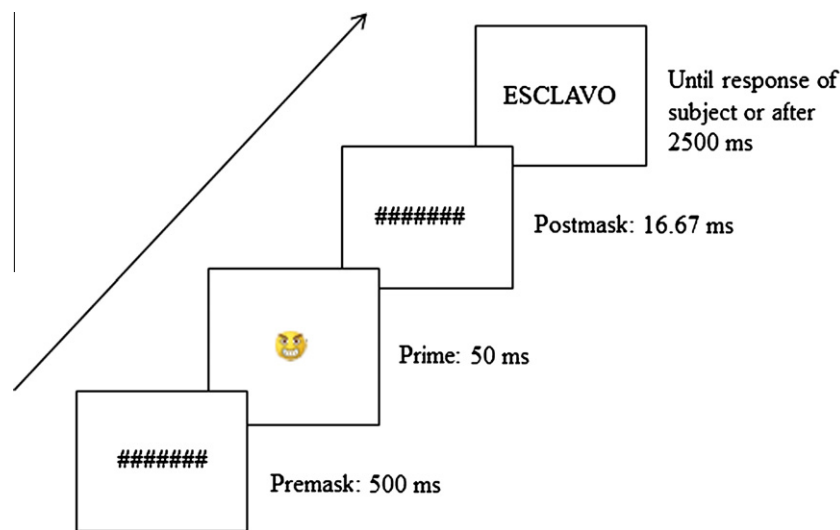 ESCLAVO
Until response of
subject or after
2500 ms
#######
Postmask: 16.67 ms
Prime: 50 ms
#######
Premask: 500 ms